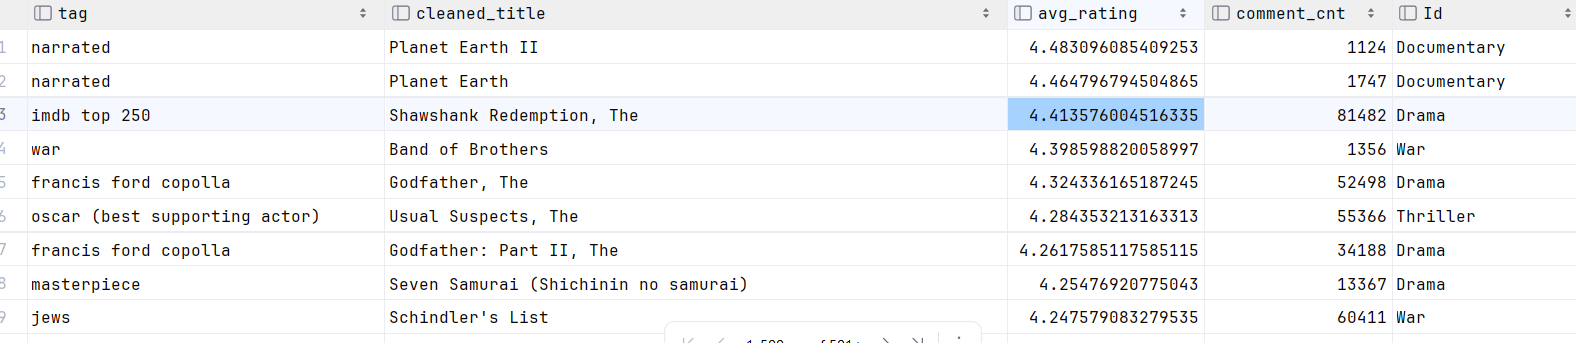 tag cleaned_title avg_rating comment_cnt Id
1 narrated Planet Earth II 4.483096085409253 1124 Documentary
2 narrated Planet Earth 4.464796794504865 1747 Documentary
3 imdb top 250 Shawshank Redemption, The 4.413576004516335 81482 Drama
4 war Band of Brothers 4.398598820058997 1356 War
5 francis ford copolla Godfather, The 4.324336165187245 52498 Drama
6 oscar (best supporting actor) Usual Suspects, The 4.284353213163313 55366 Thriller
7 francis ford copolla Godfather: Part II, The 4.2617585117585115 34188 Drama
8 masterpiece Seven Samurai (Shichinin no samurai) 4.25476920775043 13367 Drama
9 jews Schindler's List 4.247579083279535 60411 War